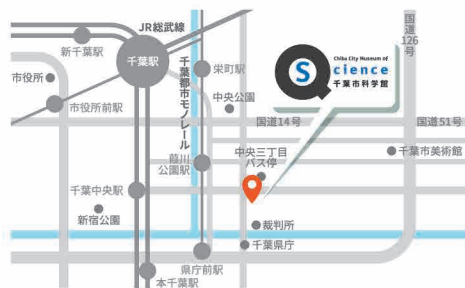 JR総武線
国道
126
号
新千葉駅
千葉駅
千葉都市モノレール
栄町駅
Chiba City Museum of
Science
千葉市科学館
市役所
市役所前駅
中央公園
国道14号
国道51号
葭川
公園駅
中央三丁目
バス停
千葉市美術館
千葉中央駅
新宿公園
裁判所
千葉県庁
県庁前駅
本千葉駅